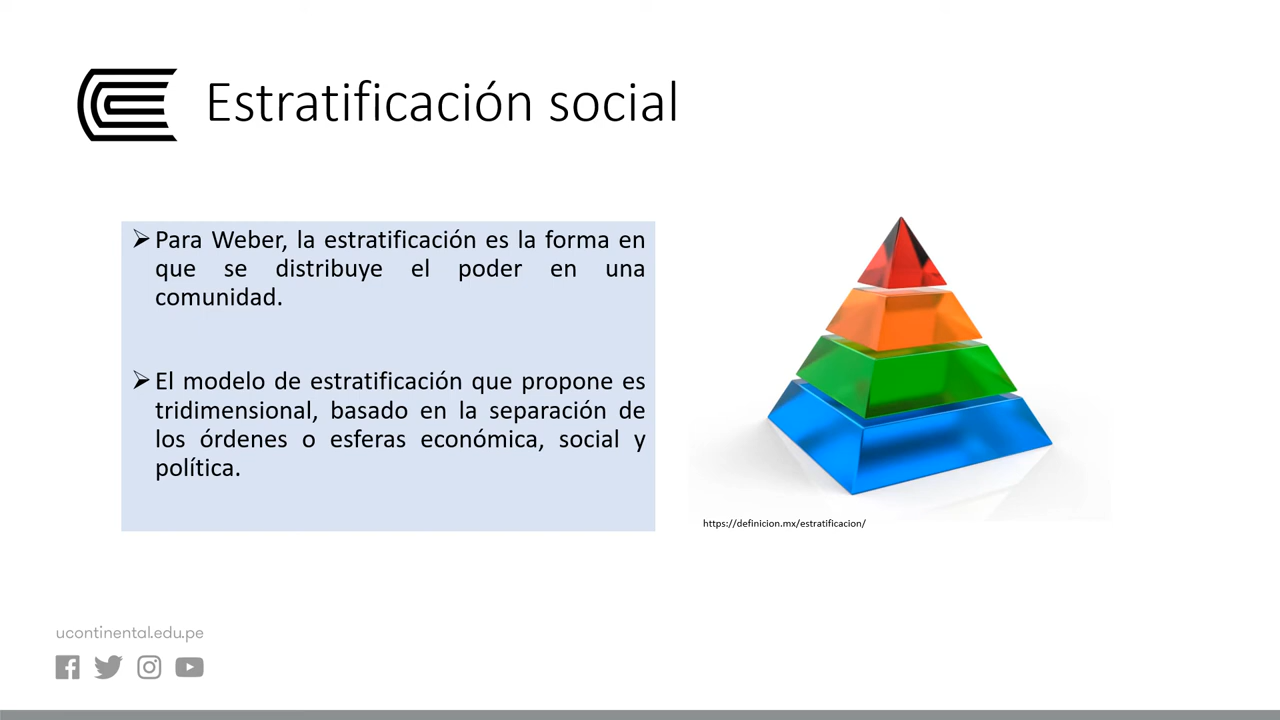 Estratificación social
➢Para Weber, la estratificación es la forma en
que se distribuye el poder en una
comunidad.
➢El modelo de estratificación que propone es
tridimensional, basado en la separación de
los órdenes o esferas económica, social y
política.
https://definicion.mx/estratificacion/
ucontinental.edu.pe